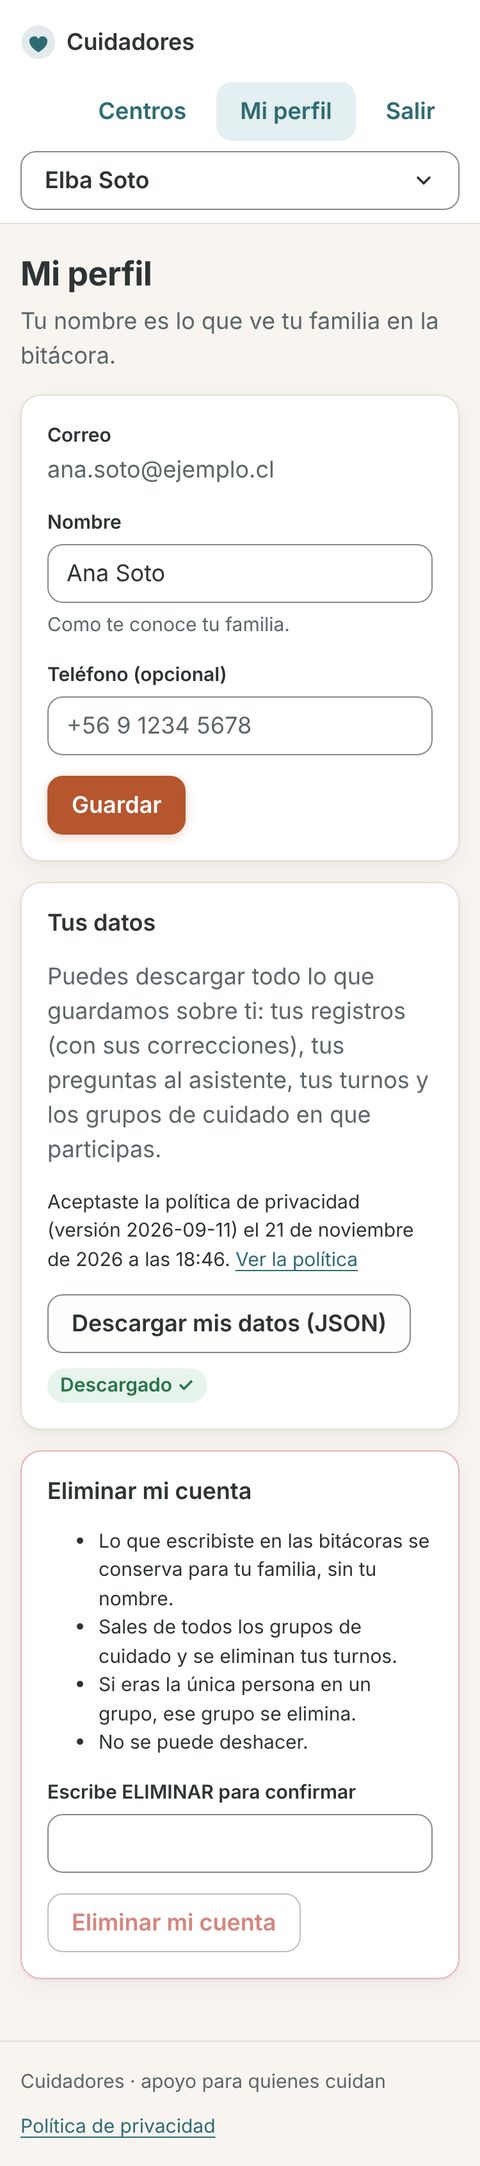 Cuidadores
Centros
Mi perfil
Salir
Elba Soto
Mi perfil
Tu nombre es lo que ve tu familia en la
bitácora.
Correo
ana.soto@ejemplo.cl
Nombre
Ana Soto
Como te conoce tu familia.
Teléfono (opcional)
+56 9 1234 5678
Guardar
Tus datos
Puedes descargar todo lo que
guardamos sobre ti: tus registros
(con sus correcciones), tus
preguntas al asistente, tus turnos y
los grupos de cuidado en que
participas.
Aceptaste la política de privacidad
(versión 2026-09-11) el 21 de noviembre
de 2026 a las 18:46. Ver la política
Descargar mis datos (JSON)
Descargado ✓
Eliminar mi cuenta
• Lo que escribiste en las bitácoras se
conserva para tu familia, sin tu
nombre.
• Sales de todos los grupos de
cuidado y se eliminan tus turnos.
• Si eras la única persona en un
grupo, ese grupo se elimina.
• No se puede deshacer.
Escribe ELIMINAR para confirmar
Eliminar mi cuenta
Cuidadores · apoyo para quienes cuidan
Política de privacidad